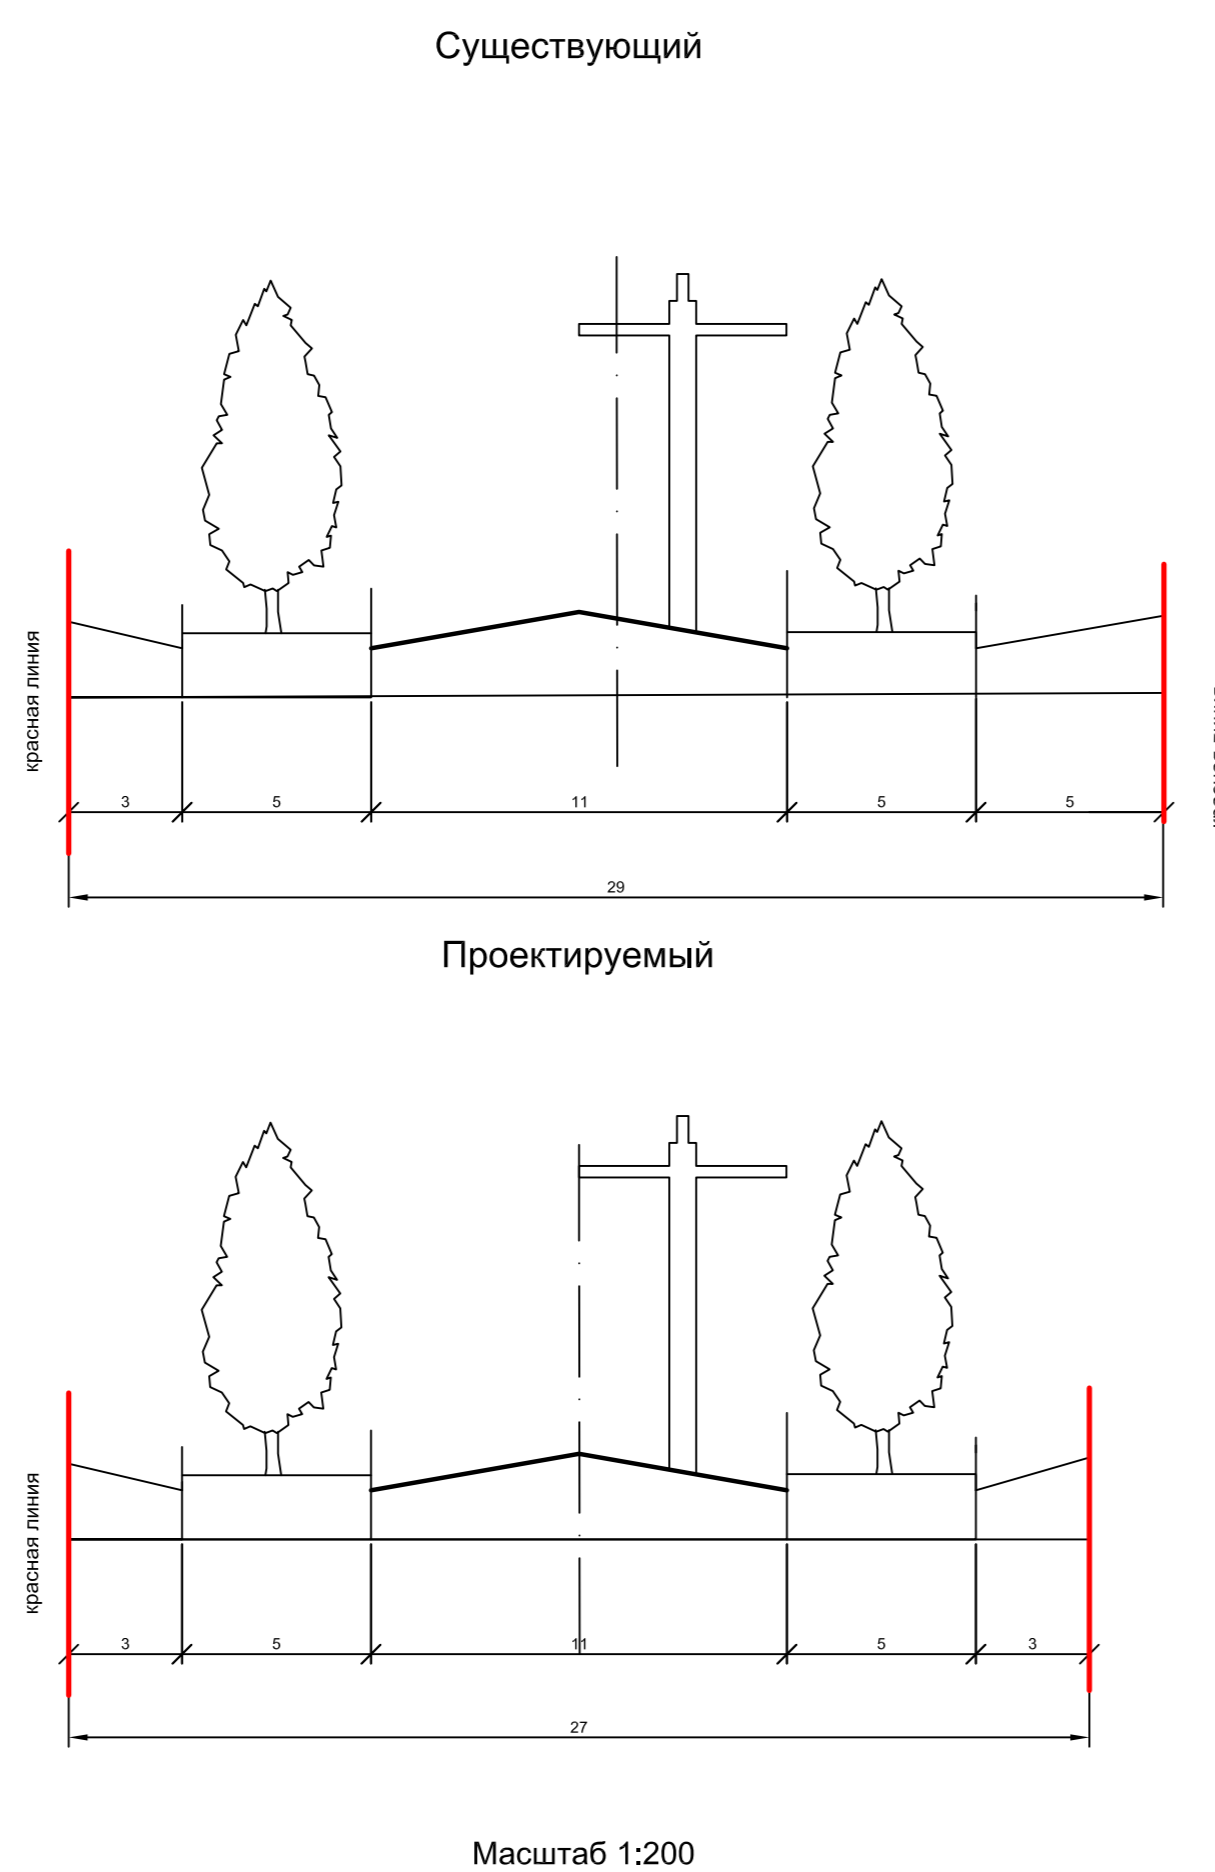 Существующий
красная линия
3 5 11 5 5
29
Проектируемый
красная линия
3 5 11 5 3
27
Масштаб 1:200